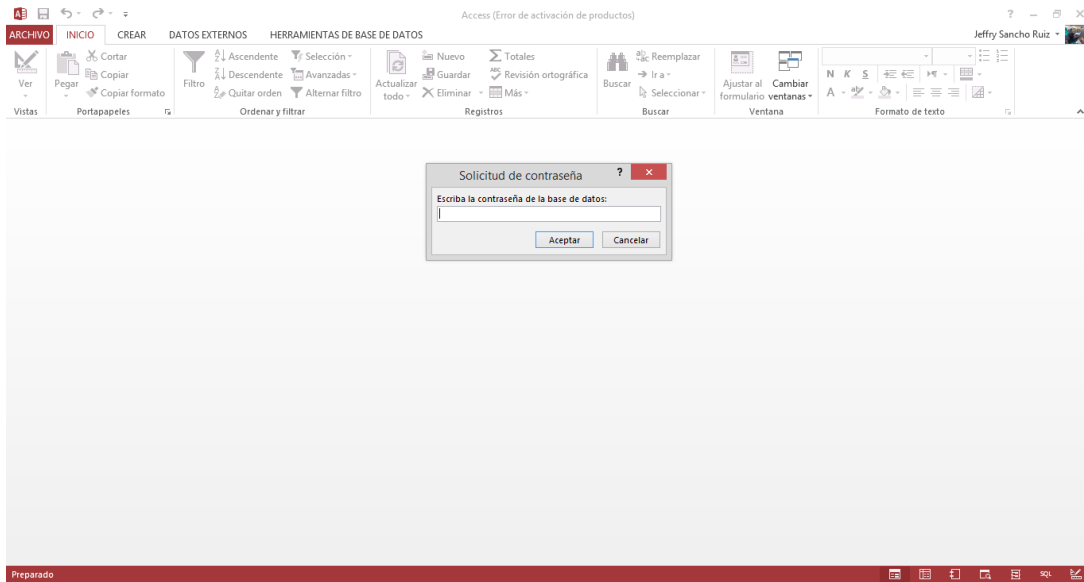 Access (Error de activación de productos)
ARCHIVO INICIO CREAR DATOS EXTERNOS HERRAMIENTAS DE BASE DE DATOS Jeffry Sancho Ruiz
Ver
Vistas
Pegar
Cortar
Copiar
Copiar formato
Portapapeles
Filtro
Ascendente
Descendente
Quitar orden
Selección
Avanzadas
Alternar filtro
Ordenar y filtrar
Actualizar
todo
Nuevo
Guardar
Eliminar
Totales
Revisión ortográfica
Más
Registros
Buscar
Reemplazar
Ir a
Seleccionar
Buscar
Ajustar al
formulario
Cambiar
ventanas
Ventana
N K S
A
Formato de texto
Solicitud de contraseña ?
Escriba la contraseña de la base de datos:
Aceptar Cancelar
Preparado SQL